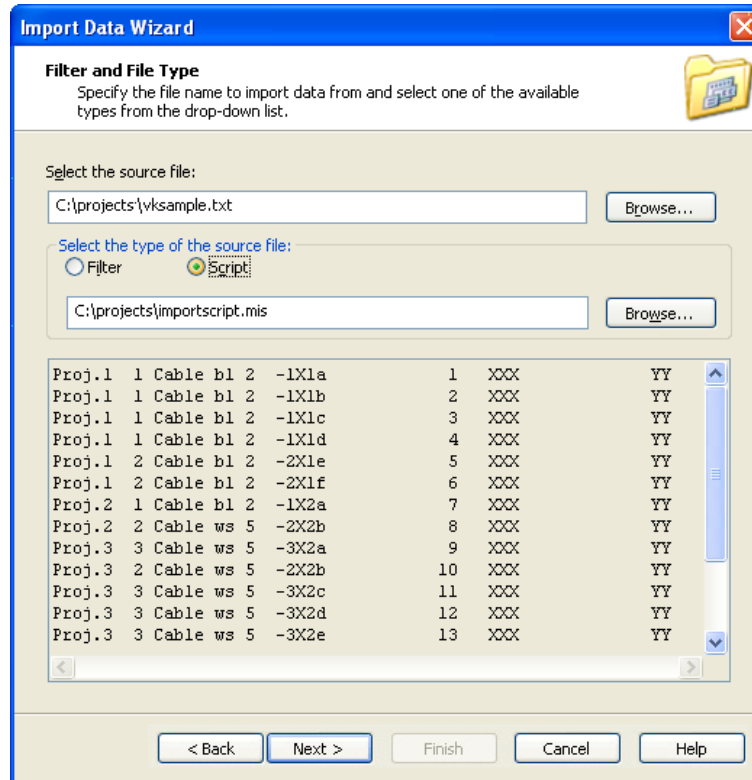 Import Data Wizard
Filter and File Type
Specify the file name to import data from and select one of the available
types from the drop-down list.
Select the source file:
C:\projects\vksample.txt
Browse...
Select the type of the source file:
Filter Script
C:\projects\importscript.mis
Browse...
Proj.1 1 Cable bl 2 -1X1a 1 XXX YY
Proj.1 1 Cable bl 2 -1X1b 2 XXX YY
Proj.1 1 Cable bl 2 -1X1c 3 XXX YY
Proj.1 1 Cable bl 2 -1X1d 4 XXX YY
Proj.1 2 Cable bl 2 -2X1e 5 XXX YY
Proj.1 2 Cable bl 2 -2X1f 6 XXX YY
Proj.2 1 Cable bl 2 -1X2a 7 XXX YY
Proj.2 2 Cable ws 5 -2X2b 8 XXX YY
Proj.3 3 Cable ws 5 -3X2a 9 XXX YY
Proj.3 2 Cable ws 5 -2X2b 10 XXX YY
Proj.3 3 Cable ws 5 -3X2c 11 XXX YY
Proj.3 3 Cable ws 5 -3X2d 12 XXX YY
Proj.3 3 Cable ws 5 -3X2e 13 XXX YY
< Back Next > Finish Cancel Help